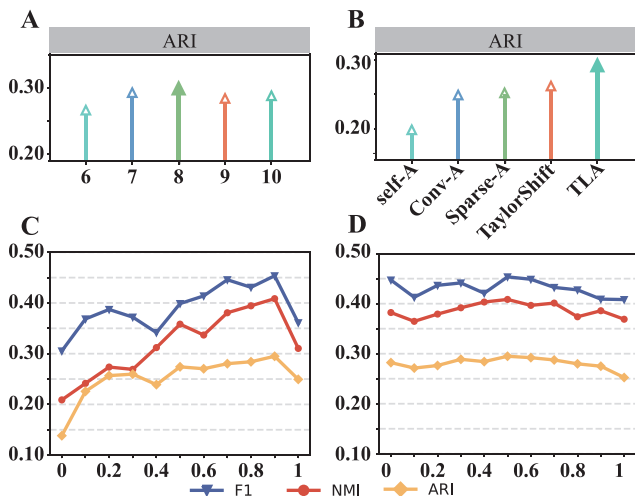 A
ARI
0.30
0.20
6 7 8 9 10
B
ARI
0.30
0.20
self-A
Conv-A
Sparse-A
TaylorShift
TLA
C
0.50
0.40
0.30
0.20
0.10
0 0.2 0.4 0.6 0.8 1
D
0.50
0.40
0.30
0.20
0.10
0 0.2 0.4 0.6 0.8 1
F1 NMI ARI